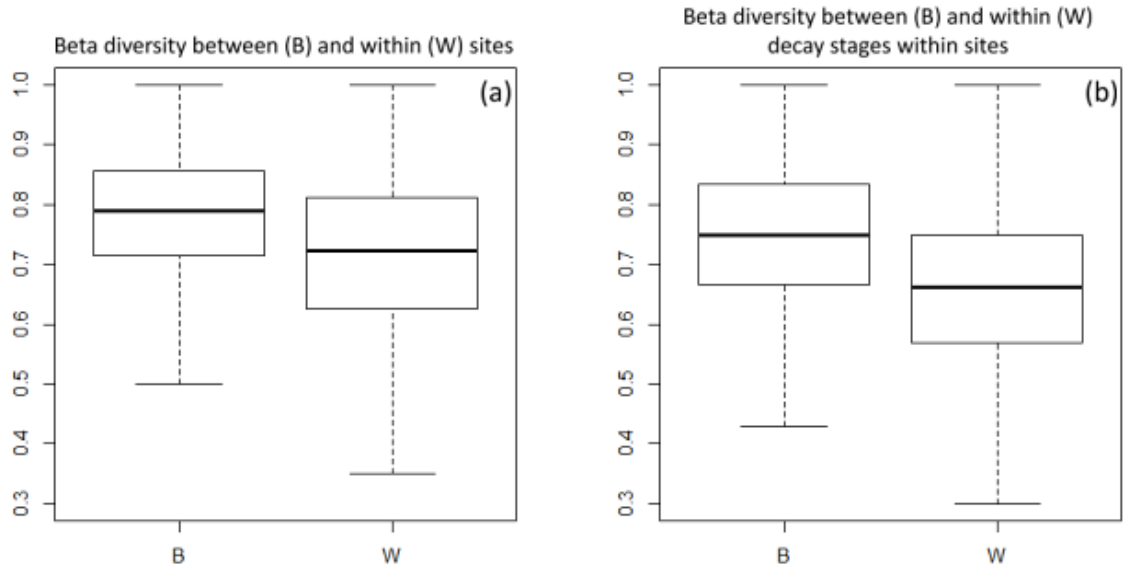 Beta diversity between (B) and within (W) sites
(a)
1.0
0.9
0.8
0.7
0.6
0.5
0.4
0.3
B
W
Beta diversity between (B) and within (W)
decay stages within sites
(b)
1.0
0.9
0.8
0.7
0.6
0.5
0.4
0.3
B
W